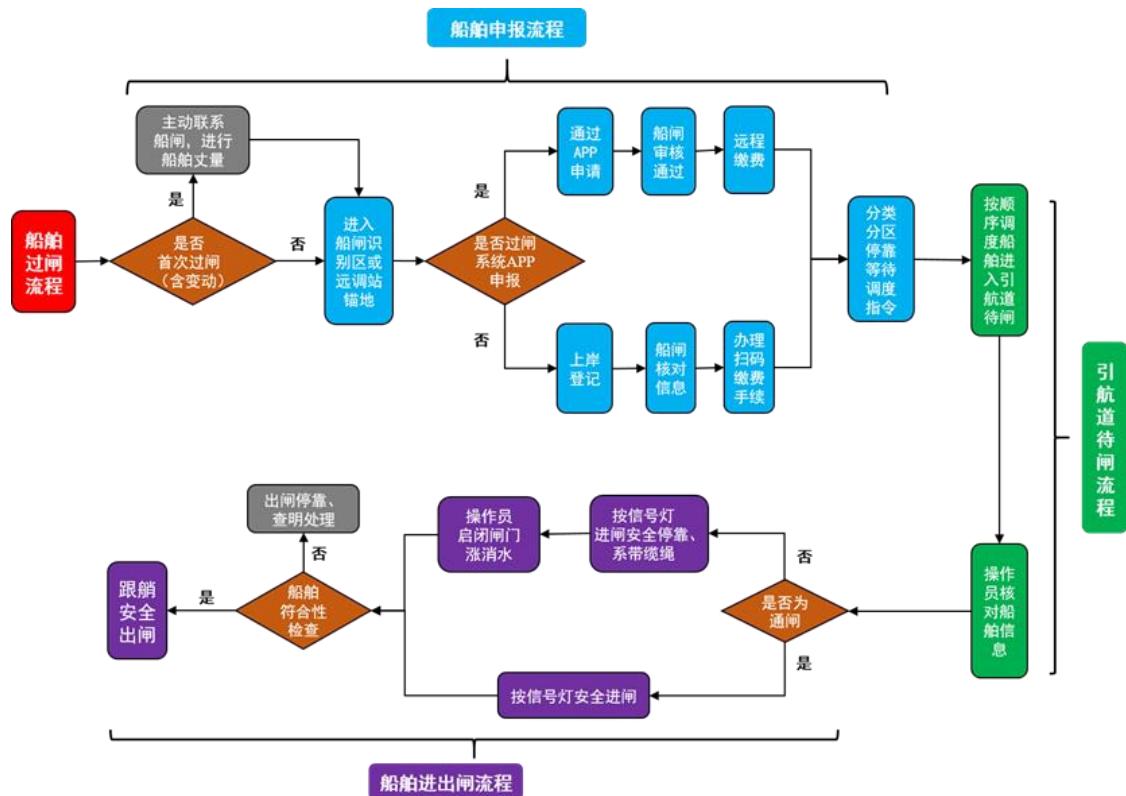 船舶申报流程
主动联系
船闸，进行
船舶丈量
是
船舶
过闸
流程
是否
首次过闸
（含变动）
否
进入
船闸识
别区或
远调站
锚地
是否过闸
系统APP
申报
是
通过
APP
申请
船闸
审核
通过
远程
缴费
否
上岸
登记
船闸
核对
信息
办理
扫码
缴费
手续
分类
分区
停靠
等待
调度
指令
按顺
序调
度船
舶进
入引
航道
待闸
引航道待闸流程
操作
员核
对船
舶信
息
是否为
通闸
否
按信号灯
进闸安全停靠、
系带缆绳
操作员
启闭闸门
涨消水
是
按信号灯安全进闸
船舶
符合性
检查
否
出闸停靠、
查明处理
是
跟艄
安全
出闸
船舶进出闸流程